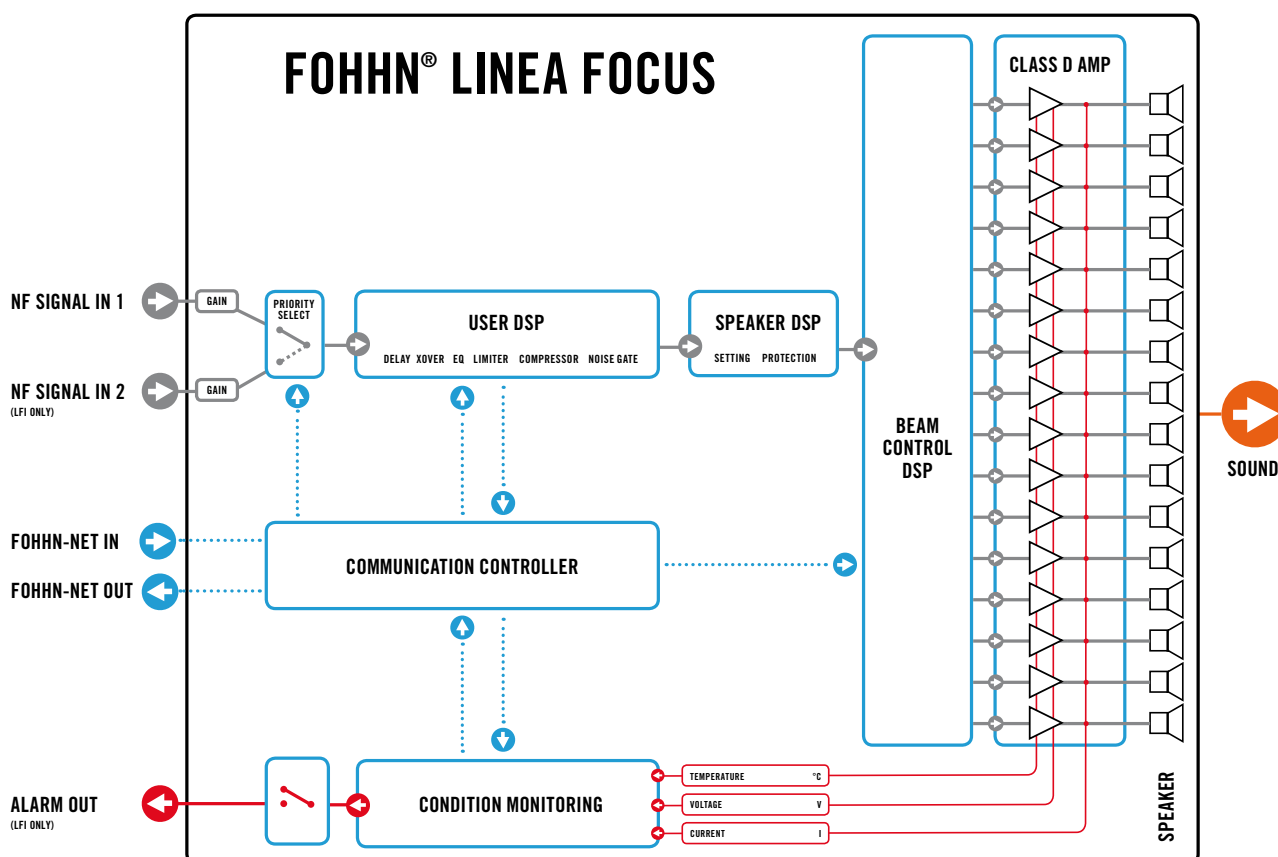 FOHHN® LINEA FOCUS
CLASS D AMP
NF SIGNAL IN 1
GAIN
PRIORITY
SELECT
USER DSP
DELAY XOVER EQ LIMITER COMPRESSOR NOISE GATE
SPEAKER DSP
SETTING PROTECTION
NF SIGNAL IN 2
(LFI ONLY)
GAIN
BEAM
CONTROL
DSP
SOUND
FOHHN-NET IN
FOHHN-NET OUT
COMMUNICATION CONTROLLER
ALARM OUT
(LFI ONLY)
CONDITION MONITORING
TEMPERATURE °C
VOLTAGE V
CURRENT I
SPEAKER